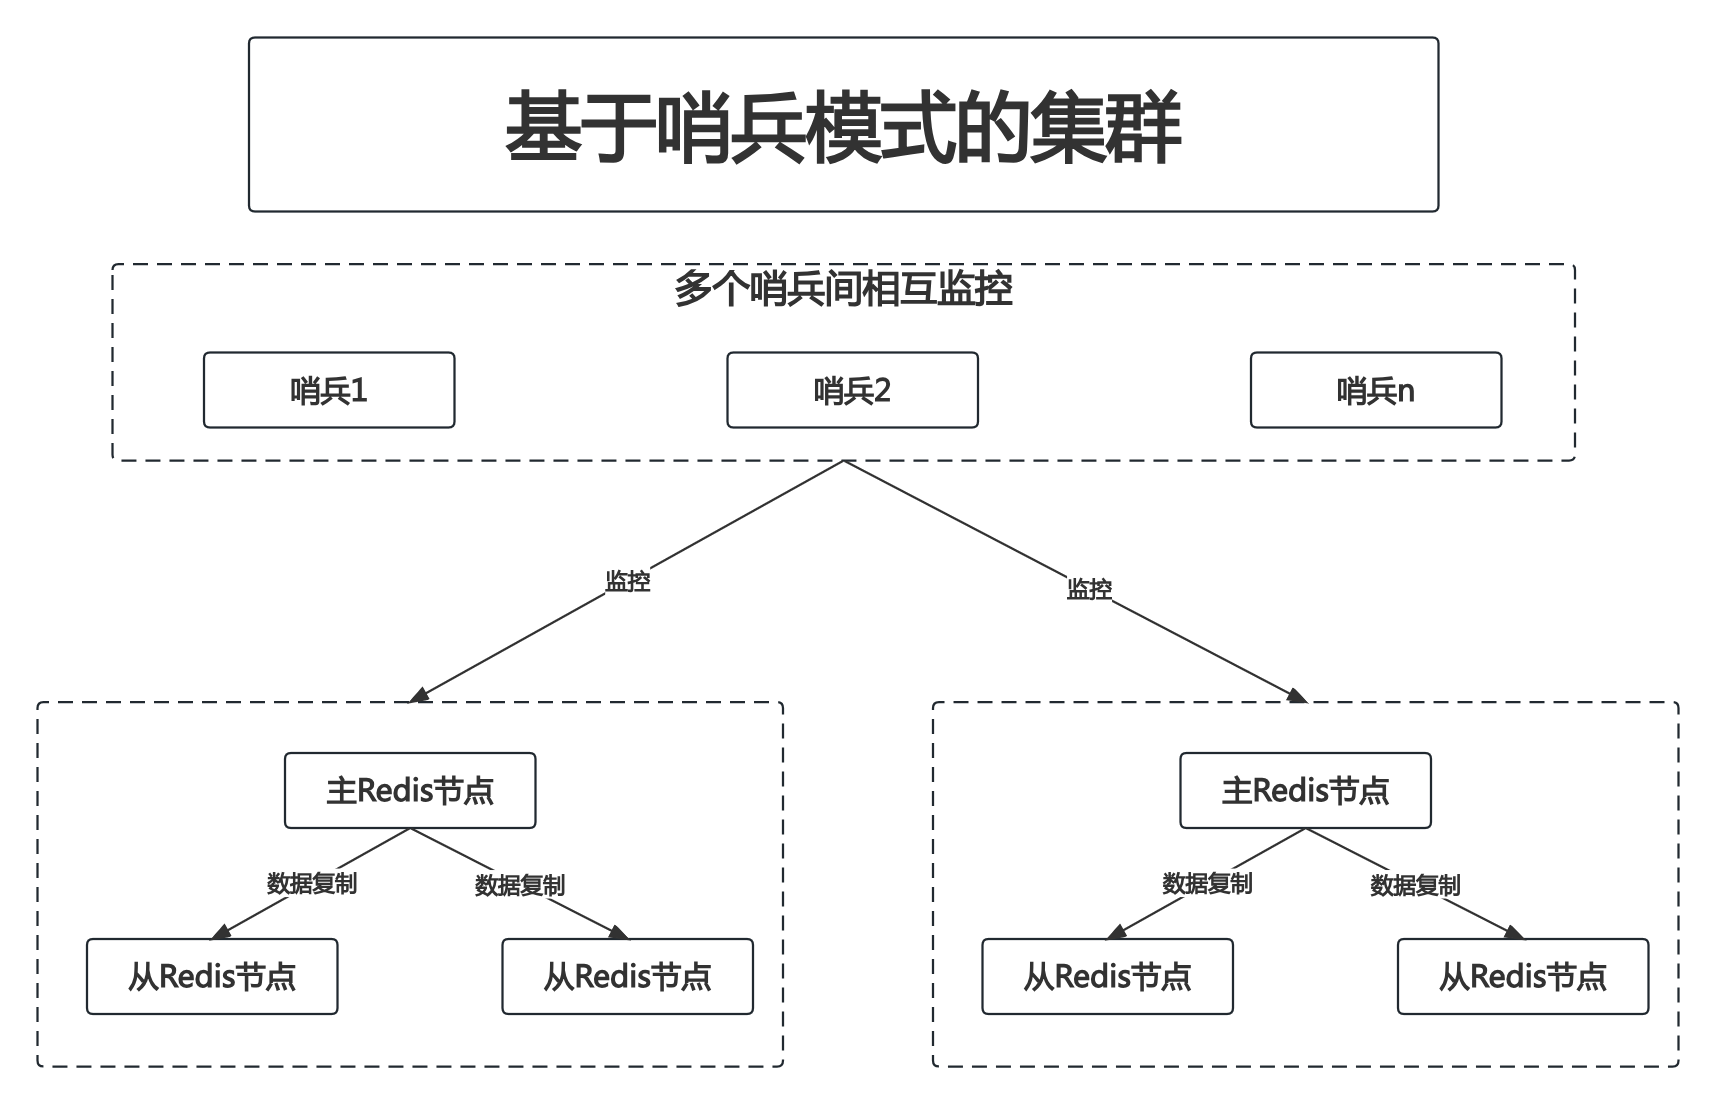 基于哨兵模式的集群
多个哨兵间相互监控
哨兵1
哨兵2
哨兵n
监控
监控
主Redis节点
主Redis节点
数据复制
数据复制
数据复制
数据复制
从Redis节点
从Redis节点
从Redis节点
从Redis节点